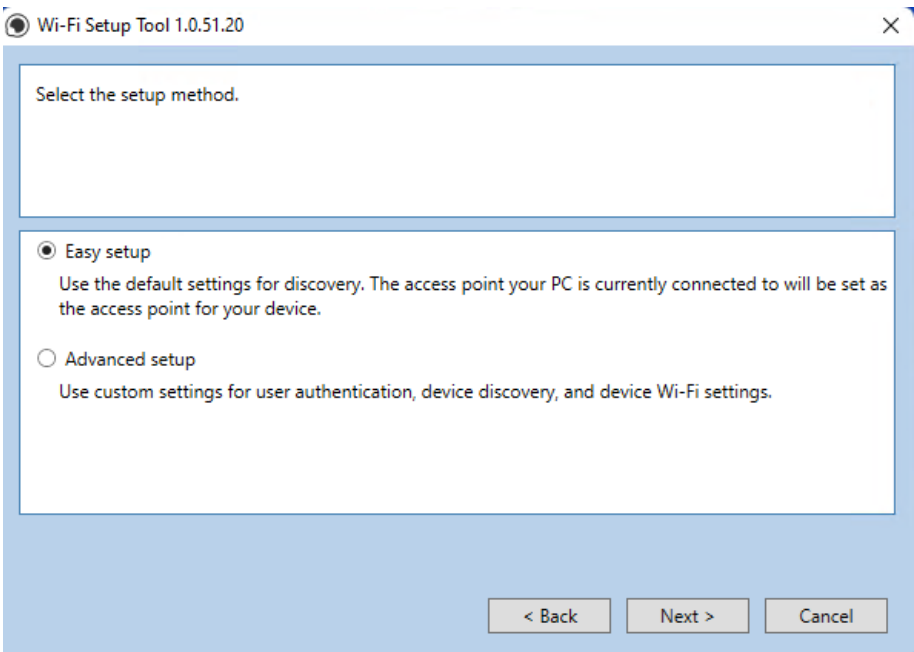 Wi-Fi Setup Tool 1.0.51.20
Select the setup method.
Easy setup
Use the default settings for discovery. The access point your PC is currently connected to will be set as
the access point for your device.
Advanced setup
Use custom settings for user authentication, device discovery, and device Wi-Fi settings.
< Back
Next >
Cancel